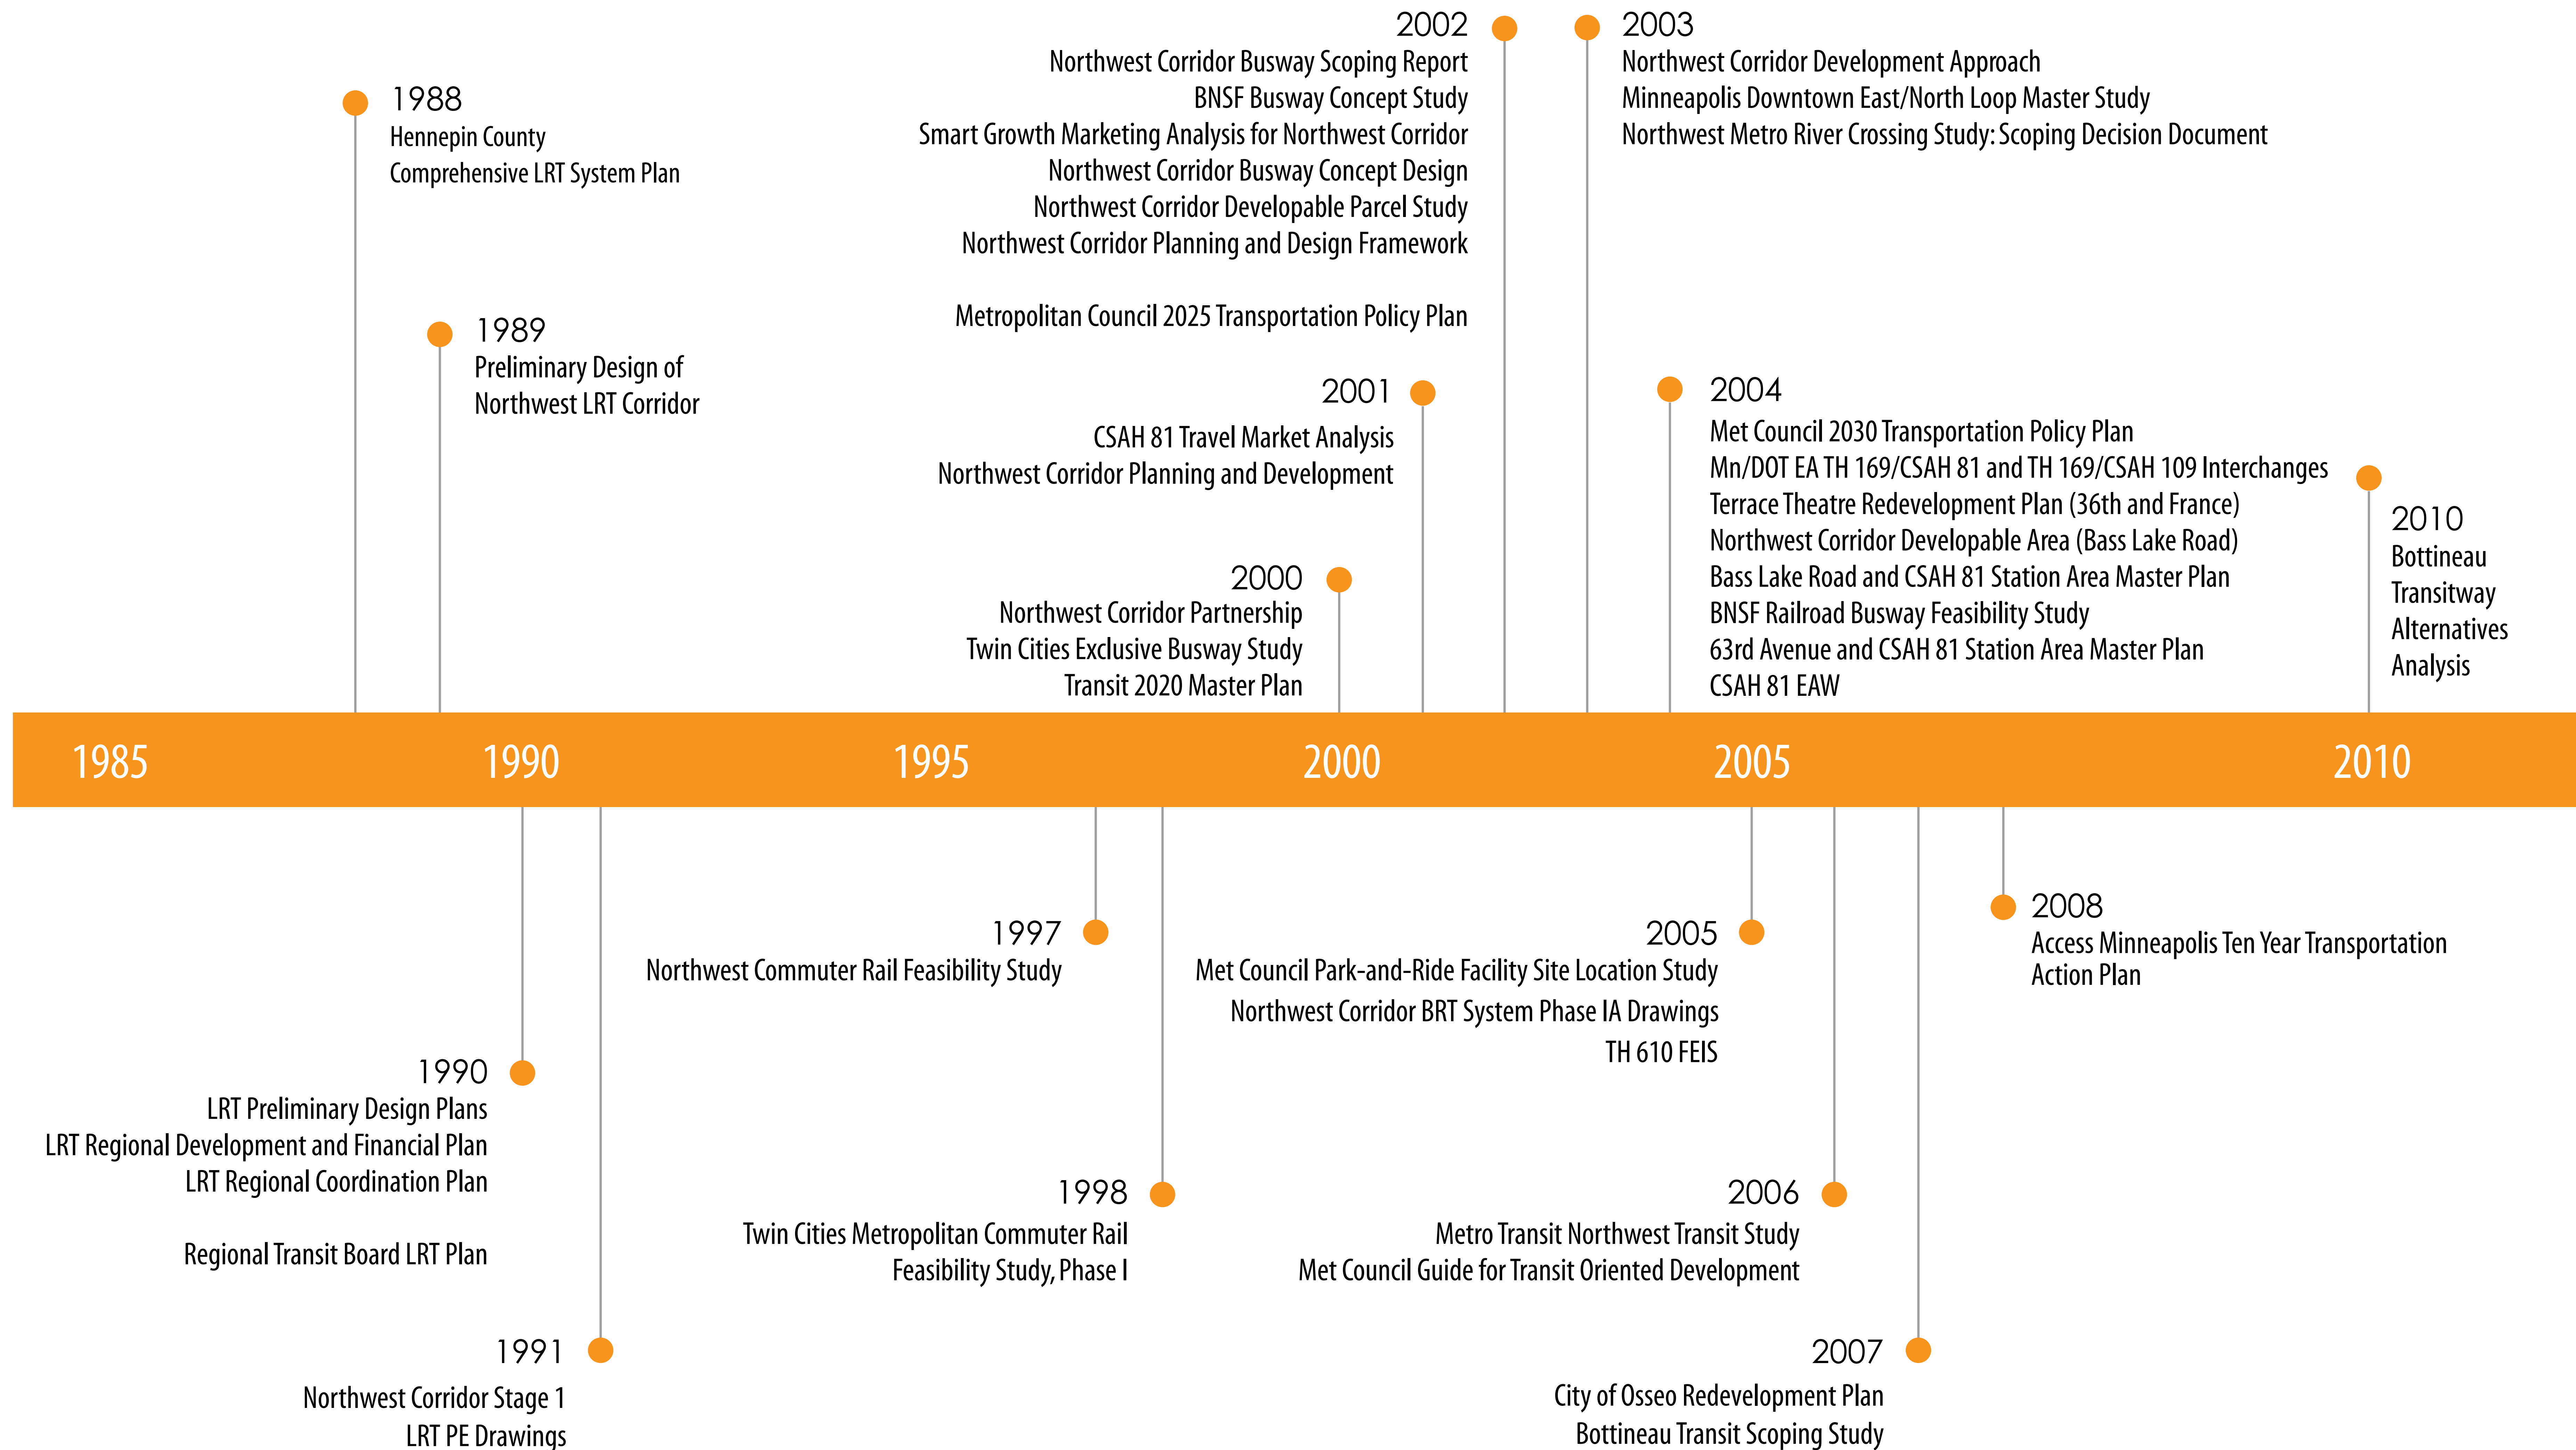 1988
Hennepin County
Comprehensive LRT System Plan
1989
Preliminary Design of
Northwest LRT Corridor
2002
Northwest Corridor Busway Scoping Report
BNSF Busway Concept Study
Smart Growth Marketing Analysis for Northwest Corridor
Northwest Corridor Busway Concept Design
Northwest Corridor Developable Parcel Study
Northwest Corridor Planning and Design Framework
Metropolitan Council 2025 Transportation Policy Plan
2001
CSAH 81 Travel Market Analysis
Northwest Corridor Planning and Development
2000
Northwest Corridor Partnership
Twin Cities Exclusive Busway Study
Transit 2020 Master Plan
2003
Northwest Corridor Development Approach
Minneapolis Downtown East/North Loop Master Study
Northwest Metro River Crossing Study: Scoping Decision Document
2004
Met Council 2030 Transportation Policy Plan
Mn/DOT EA TH 169/CSAH 81 and TH 169/CSAH 109 Interchanges
Terrace Theatre Redevelopment Plan (36th and France)
Northwest Corridor Developable Area (Bass Lake Road)
Bass Lake Road and CSAH 81 Station Area Master Plan
BNSF Railroad Busway Feasibility Study
63rd Avenue and CSAH 81 Station Area Master Plan
CSAH 81 EAW
2010
Bottineau
Transitway
Alternatives
Analysis
1985 1990 1995 2000 2005 2010
1990
LRT Preliminary Design Plans
LRT Regional Development and Financial Plan
LRT Regional Coordination Plan
Regional Transit Board LRT Plan
1991
Northwest Corridor Stage 1
LRT PE Drawings
1997
Northwest Commuter Rail Feasibility Study
1998
Twin Cities Metropolitan Commuter Rail
Feasibility Study, Phase I
2005
Met Council Park-and-Ride Facility Site Location Study
Northwest Corridor BRT System Phase IA Drawings
TH 610 FEIS
2006
Metro Transit Northwest Transit Study
Met Council Guide for Transit Oriented Development
2007
City of Osseo Redevelopment Plan
Bottineau Transit Scoping Study
2008
Access Minneapolis Ten Year Transportation
Action Plan